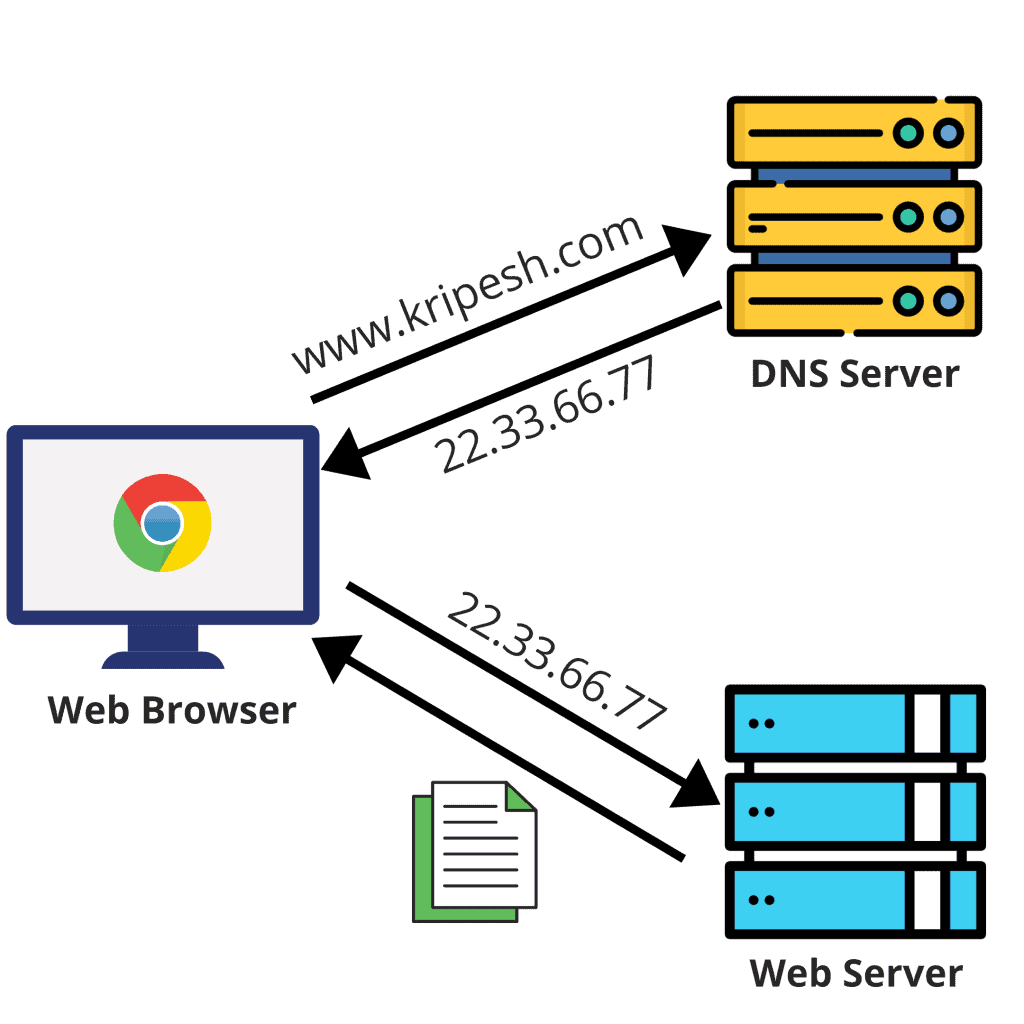 www.kripesh.com
22.33.66.77
DNS Server
Web Browser
22.33.66.77
Web Server